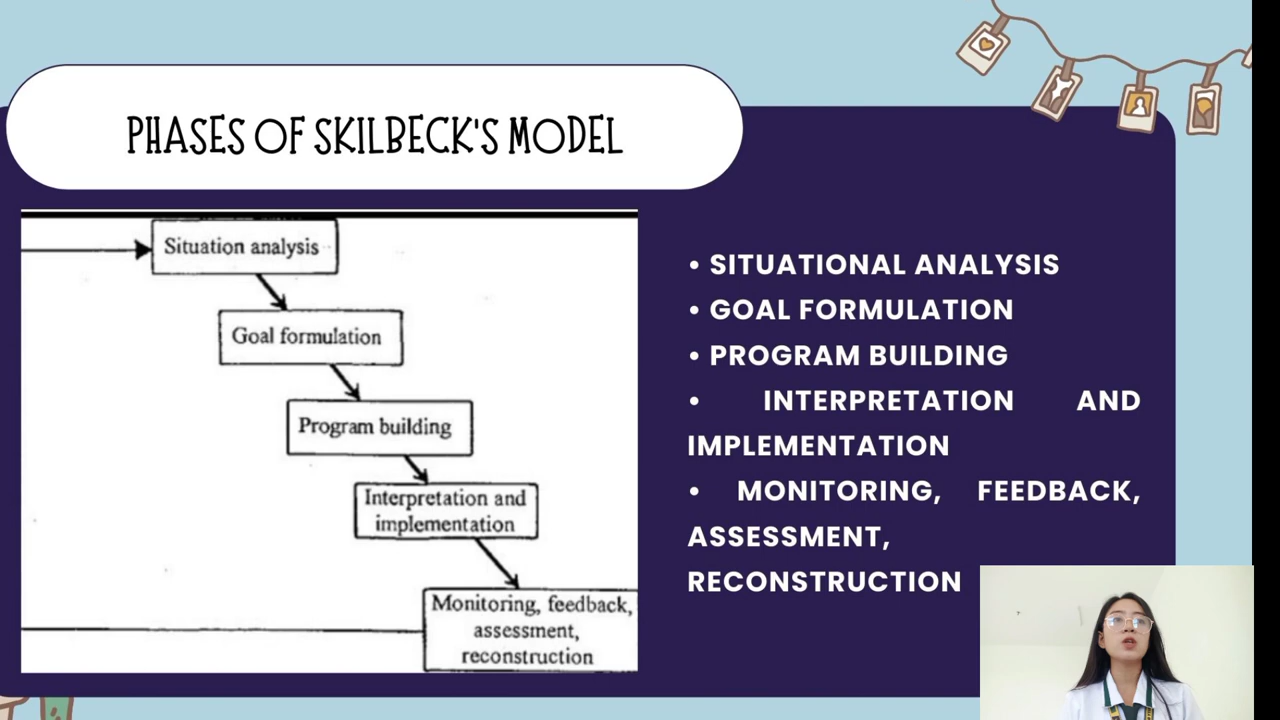 PHASES OF SKILBECK'S MODEL
Situation analysis
Goal formulation
Program building
Interpretation and
implementation
Monitoring, feedback,
assessment,
reconstruction
• SITUATIONAL ANALYSIS
• GOAL FORMULATION
• PROGRAM BUILDING
• INTERPRETATION AND
IMPLEMENTATION
• MONITORING, FEEDBACK,
ASSESSMENT,
RECONSTRUCTION